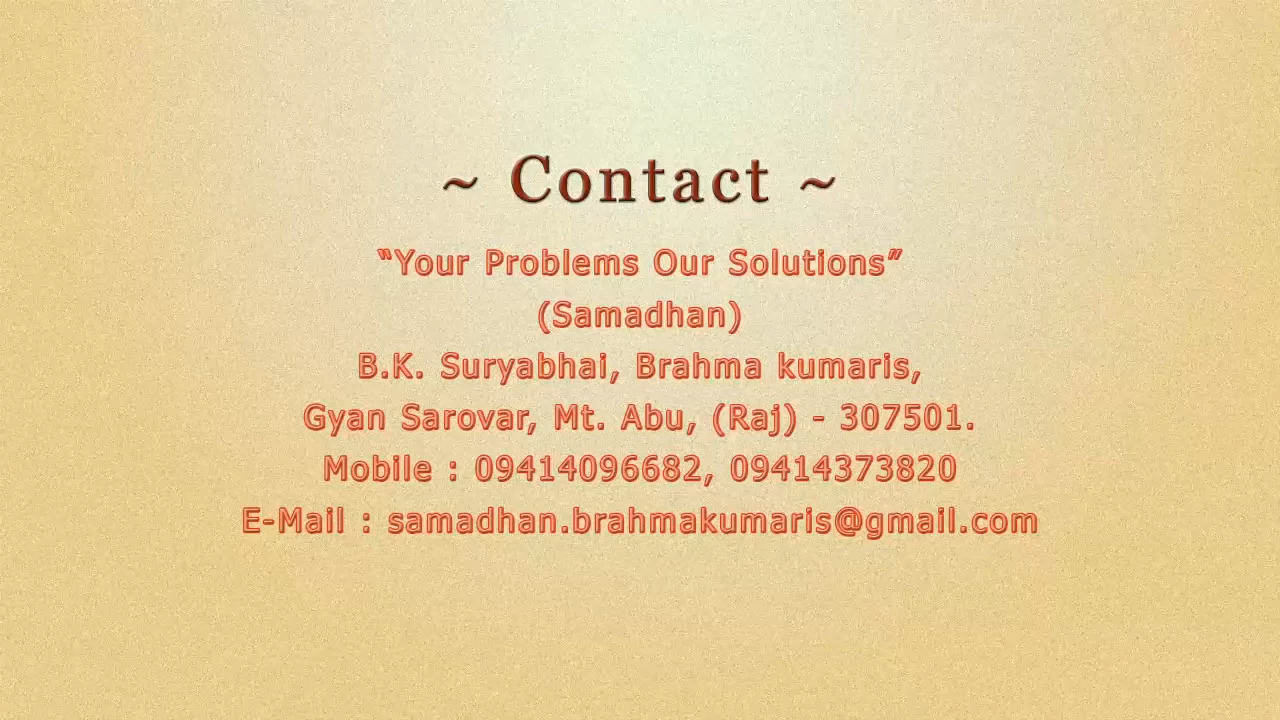 ~ Contact ~
“Your Problems Our Solutions”
(Samadhan)
B.K. Suryabhai, Brahma kumaris,
Gyan Sarovar, Mt. Abu, (Raj) - 307501.
Mobile : 09414096682, 09414373820
E-Mail : samadhan.brahmakumaris@gmail.com